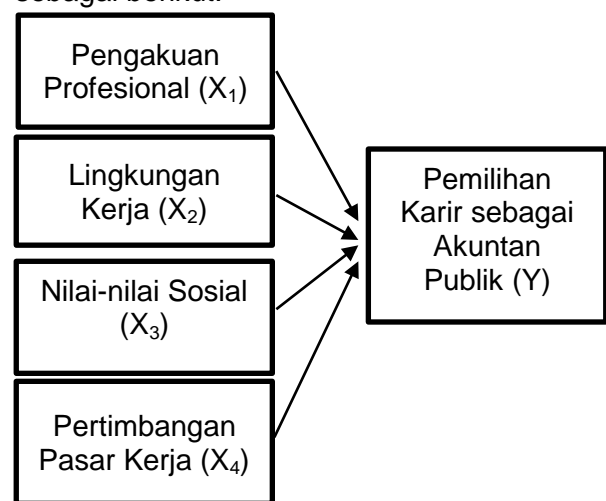 sebagai berikut:
Pengakuan
Profesional (X₁)
Lingkungan
Kerja (X₂)
Nilai-nilai Sosial
(X₃)
Pertimbangan
Pasar Kerja (X₄)
Pemilihan
Karir sebagai
Akuntan
Publik (Y)